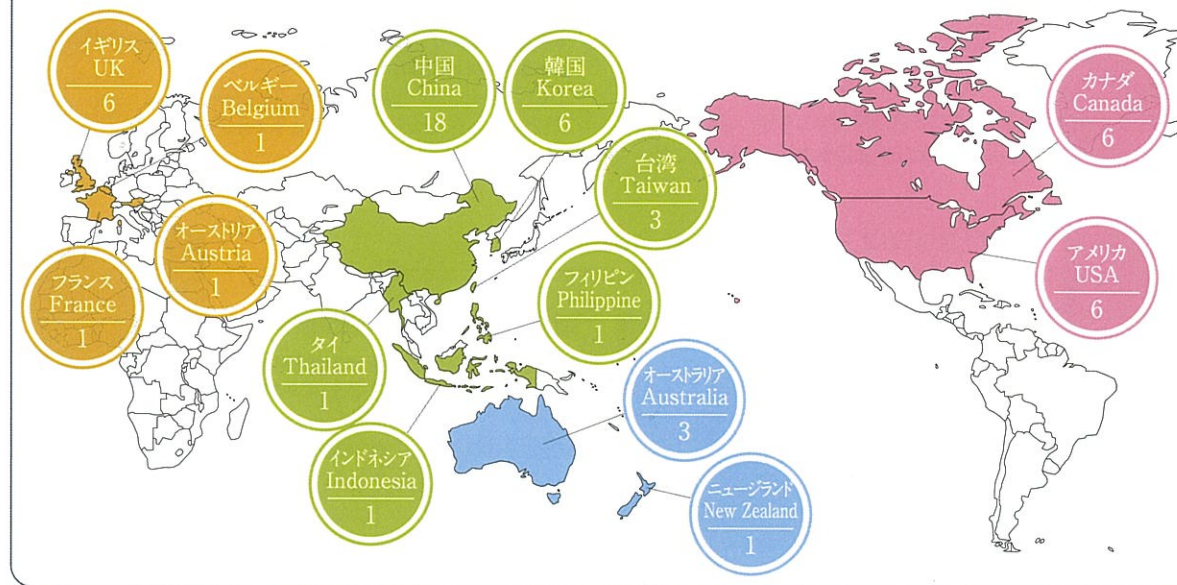 イギリス
UK
6
ベルギー
Belgium
1
中国
China
18
韓国
Korea
6
カナダ
Canada
6
台湾
Taiwan
3
オーストリア
Austria
1
フランス
France
1
フィリピン
Philippine
1
アメリカ
USA
6
タイ
Thailand
1
オーストラリア
Australia
3
インドネシア
Indonesia
1
ニュージランド
New Zealand
1